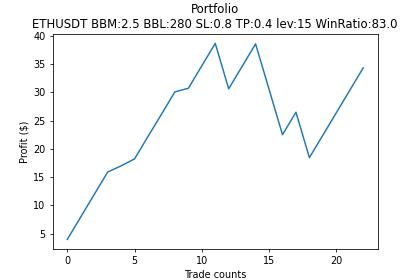 Portfolio
ETHUSDT BBM:2.5 BBL:280 SL:0.8 TP:0.4 lev:15 WinRatio:83.0
40
35
30
25
20
15
10
5
Profit ($)
0 5 10 15 20
Trade counts